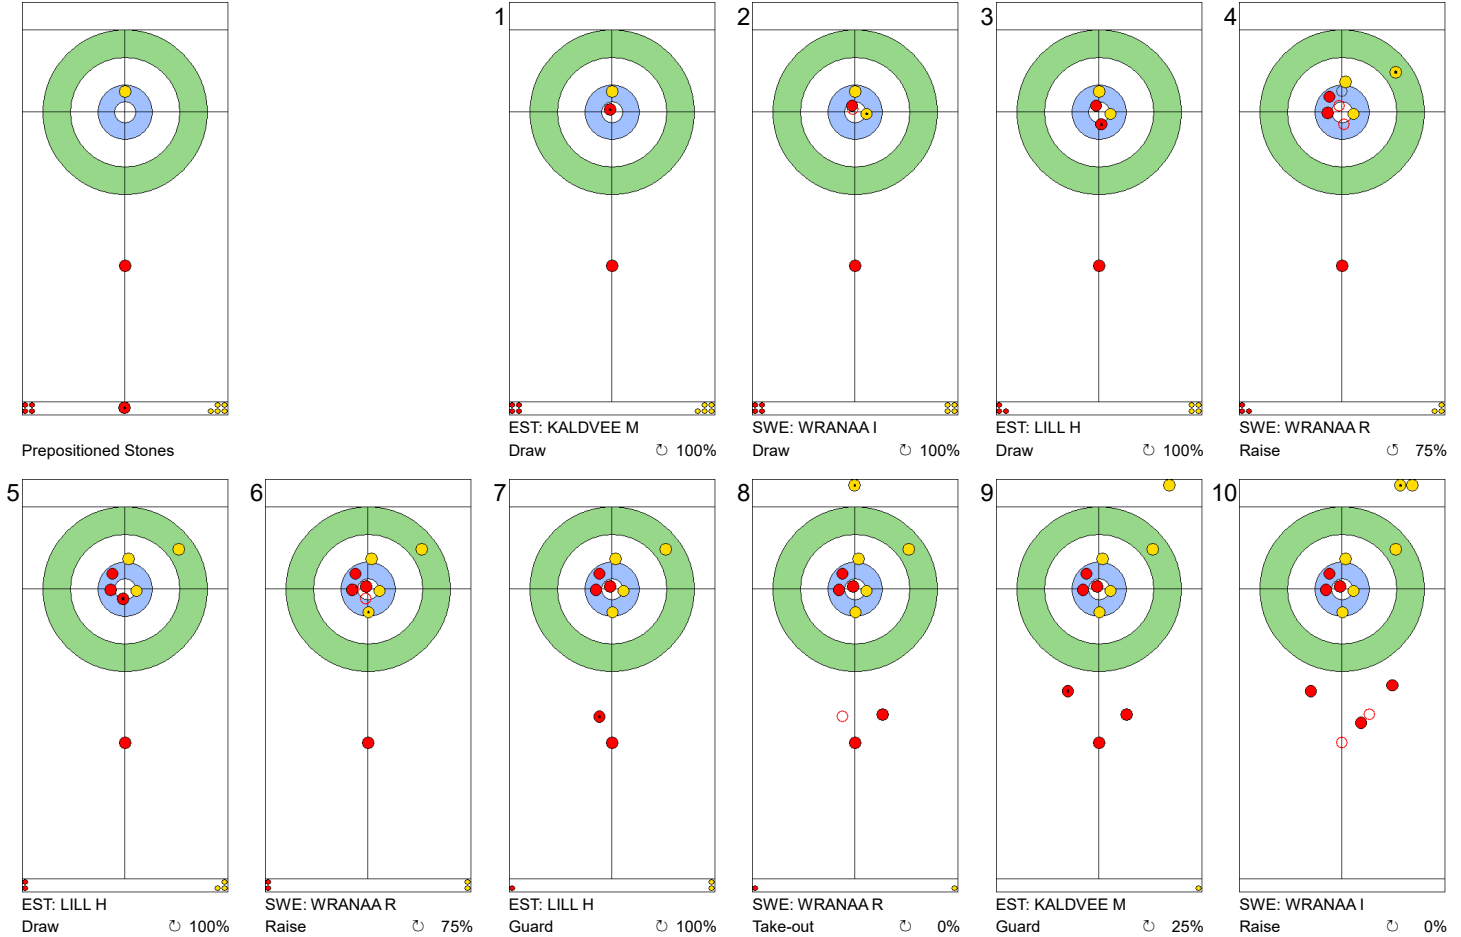 Prepositioned Stones
1
EST: KALDVEE M
Draw ↻ 100%
2
SWE: WRANAA I
Draw ↻ 100%
3
EST: LILL H
Draw ↻ 100%
4
SWE: WRANAA R
Raise ↺ 75%
5
EST: LILL H
Draw ↻ 100%
6
SWE: WRANAA R
Raise ↻ 75%
7
EST: LILL H
Guard ↻ 100%
8
SWE: WRANAA R
Take-out ↻ 0%
9
EST: KALDVEE M
Guard ↻ 25%
10
SWE: WRANAA I
Raise ↻ 0%